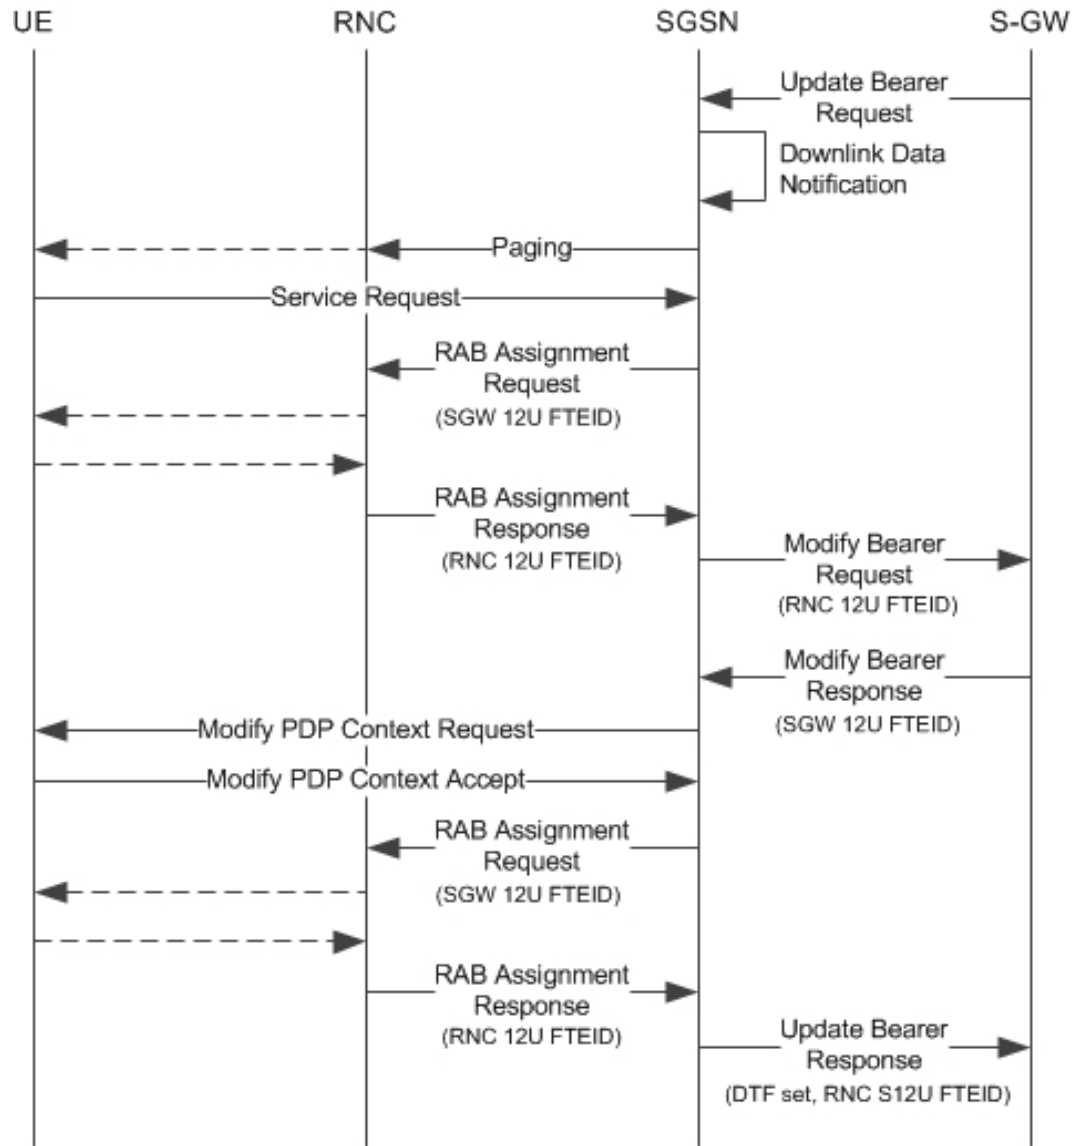 UE RNC SGSN S-GW
Update Bearer
Request
Downlink Data
Notification
Paging
Service Request
RAB Assignment
Request
(SGW 12U FTEID)
RAB Assignment
Response
(RNC 12U FTEID)
Modify Bearer
Request
(RNC 12U FTEID)
Modify Bearer
Response
(SGW 12U FTEID)
Modify PDP Context Request
Modify PDP Context Accept
RAB Assignment
Request
(SGW 12U FTEID)
RAB Assignment
Response
(RNC 12U FTEID)
Update Bearer
Response
(DTF set, RNC S12U FTEID)